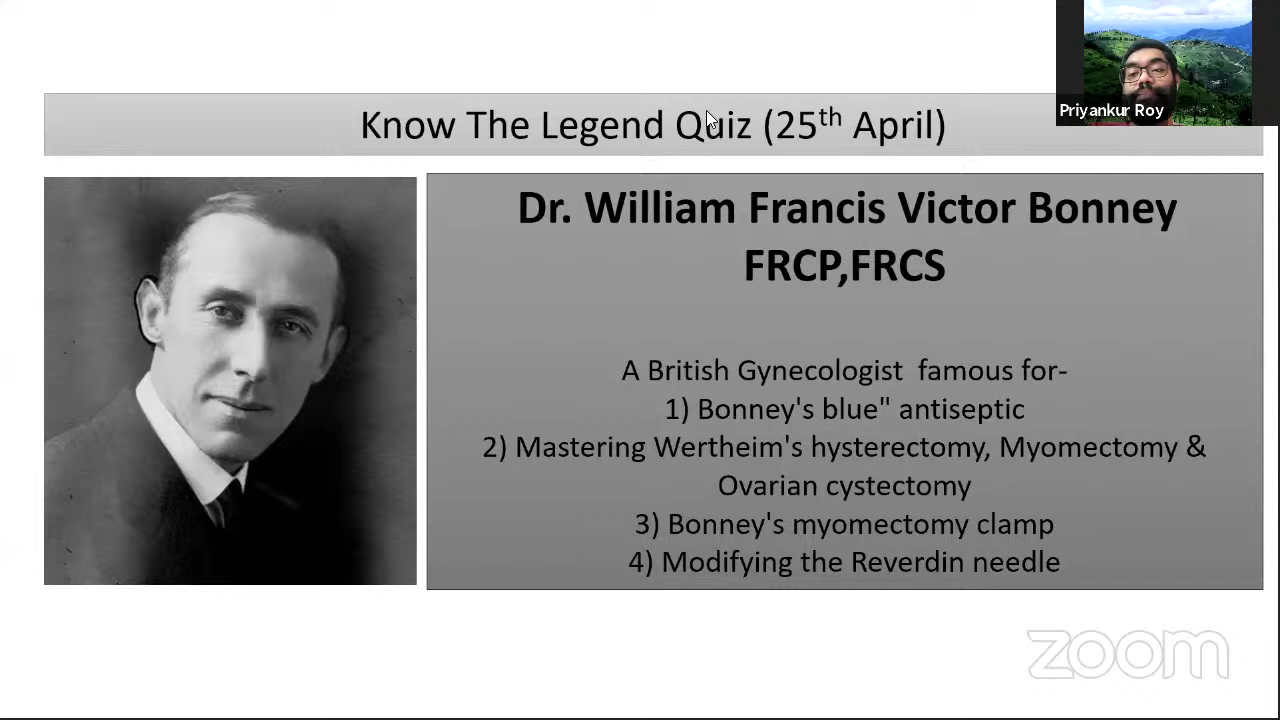 Priyankur Roy
Know The Legend Quiz (25th April)
Dr. William Francis Victor Bonney
FRCP,FRCS
A British Gynecologist famous for-
1) Bonney's blue" antiseptic
2) Mastering Wertheim's hysterectomy, Myomectomy &
Ovarian cystectomy
3) Bonney's myomectomy clamp
4) Modifying the Reverdin needle
zoom